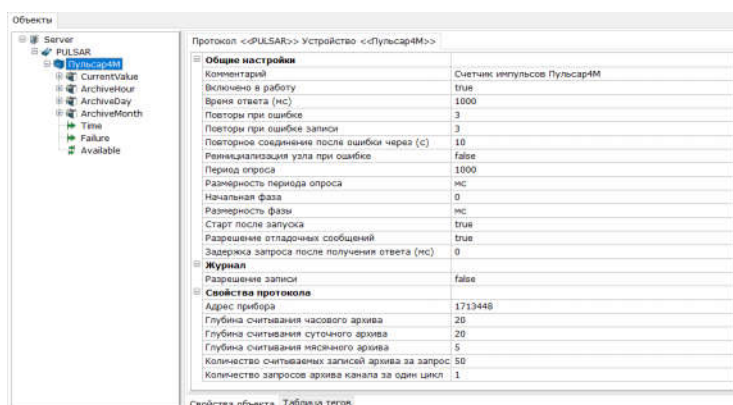 Объекты
Server
PULSAR
Пульсар4М
CurrentValue
ArchiveHour
ArchiveDay
ArchiveMonth
Time
Failure
Available
Протокол <<PULSAR>> Устройство <<Пульсар4М>>
Общие настройки
Комментарий Счетчик импульсов Пульсар4М
Включено в работу true
Время ответа (мс) 1000
Повторы при ошибке 3
Повторы при ошибке записи 3
Повторное соединение после ошибки через (с) 10
Реинициализация узла при ошибке false
Период опроса 1000
Размерность периода опроса мс
Начальная фаза 0
Размерность фазы мс
Старт после запуска true
Разрешение отладочных сообщений true
Задержка запроса после получения ответа (мс) 0
Журнал
Разрешение записи false
Свойства протокола
Адрес прибора 1713448
Глубина считывания часового архива 20
Глубина считывания суточного архива 20
Глубина считывания месячного архива 5
Количество считываемых записей архива за запрос 50
Количество запросов архива канала за один цикл 1
Свойства объекта Таблица тегов